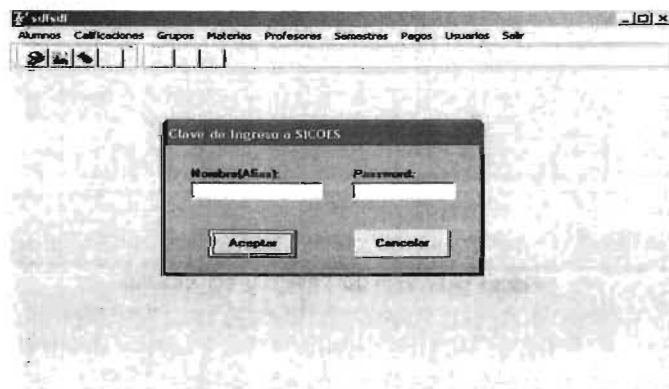 sdfsdf
Alumnos Calificaciones Grupos Materias Profesores Semestres Pagos Usuarios Salir
Clave de Ingreso a SICOES
Nombre(Alias): Password:
Aceptar Cancelar